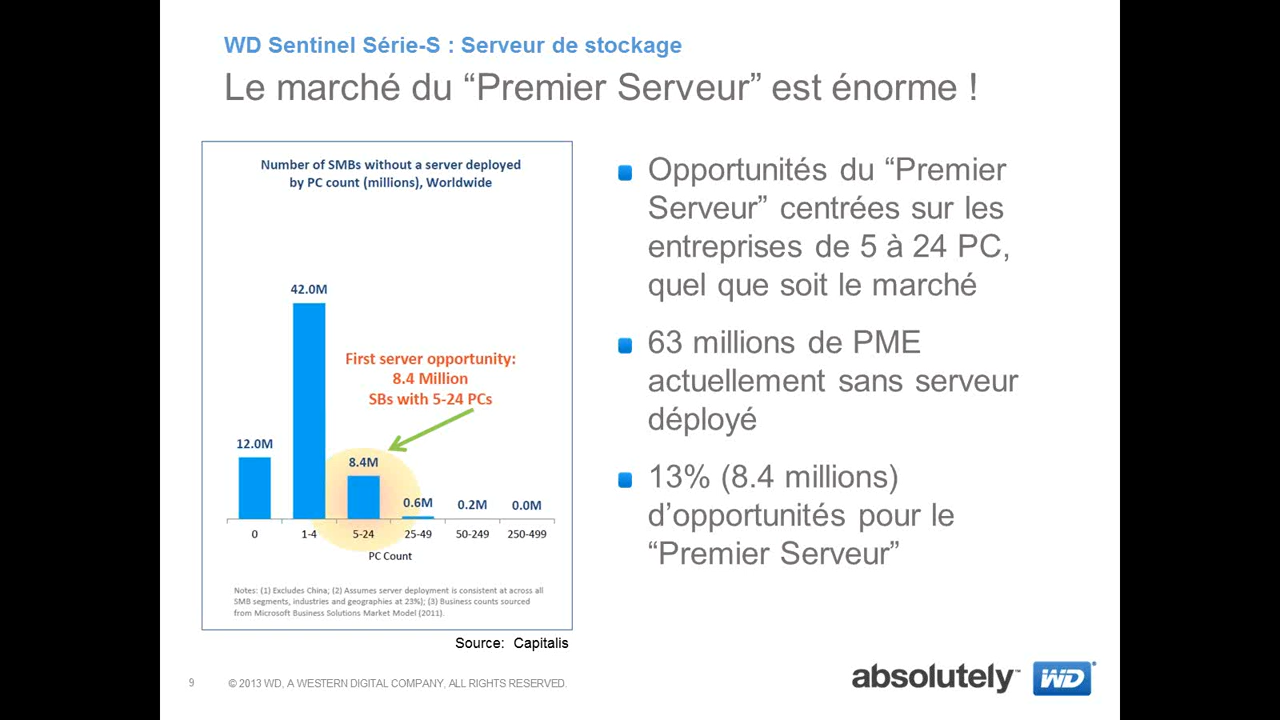 WD Sentinel Série-S : Serveur de stockage
Le marché du “Premier Serveur” est énorme !
Number of SMBs without a server deployed
by PC count (millions), Worldwide
42.0M
First server opportunity:
8.4 Million
SBs with 5-24 PCs
12.0M
8.4M
0.6M
0.2M
0.0M
0
1-4
5-24
25-49
50-249
250-499
PC Count
Notes: (1) Excludes China; (2) Assumes server deployment is consistent at across all
SMB segments, industries and geographies at 23%); (3) Business counts sourced
from Microsoft Business Solutions Market Model (2011).
Source: Capitalis
Opportunités du “Premier
Serveur” centrées sur les
entreprises de 5 à 24 PC,
quel que soit le marché
63 millions de PME
actuellement sans serveur
déployé
13% (8.4 millions)
d’opportunités pour le
“Premier Serveur”
9
© 2013 WD, A WESTERN DIGITAL COMPANY, ALL RIGHTS RESERVED.
absolutely™ WD®